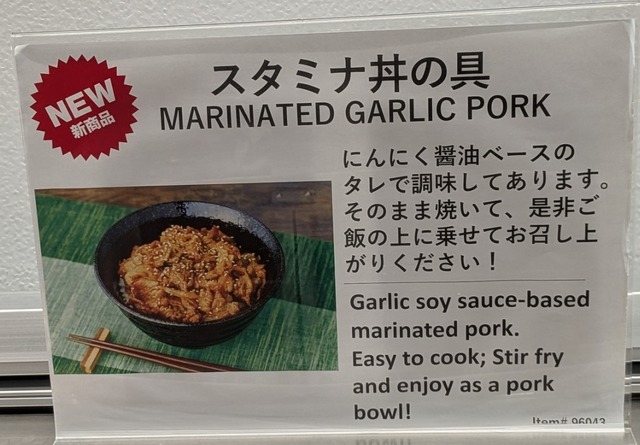 スタミナ丼の具
MARINATED GARLIC PORK
NEW
新商品
にんにく醤油ベースの
タレで調味してあります。
そのまま焼いて、是非ご
飯の上に乗せてお召し上
がりください！
Garlic soy sauce-based
marinated pork.
Easy to cook; Stir fry
and enjoy as a pork
bowl!
Item# 96043